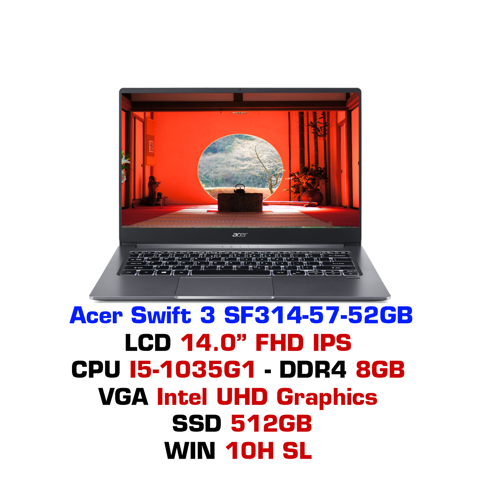 acer
Acer Swift 3 SF314-57-52GB
LCD 14.0” FHD IPS
CPU I5-1035G1 - DDR4 8GB
VGA Intel UHD Graphics
SSD 512GB
WIN 10H SL